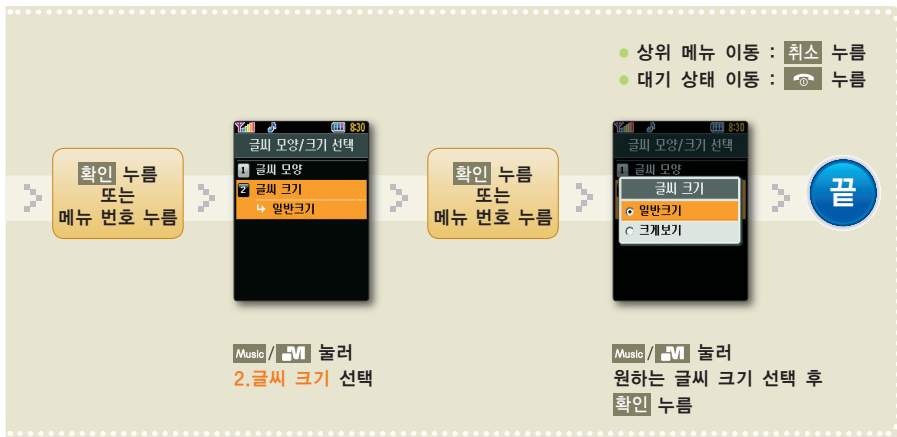 ● 상위 메뉴 이동 : 취소 누름
● 대기 상태 이동 : 누름
확인 누름
또는
메뉴 번호 누름
8:30
글씨 모양/크기 선택
1 글씨 모양
2 글씨 크기
일반크기
확인 누름
또는
메뉴 번호 누름
8:30
글씨 모양/크기 선택
1 글씨 모양
글씨 크기
일반크기
크게보기
끝
Music / M 눌러
2.글씨 크기 선택
Music / M 눌러
원하는 글씨 크기 선택 후
확인 누름